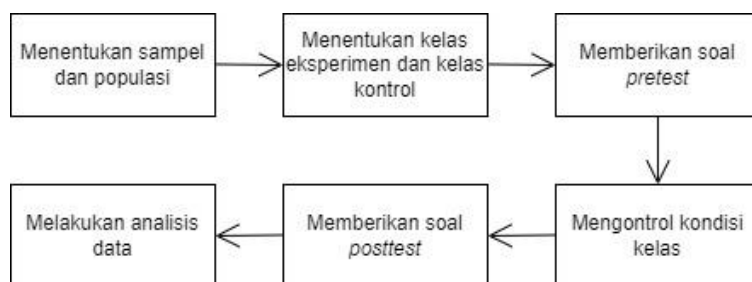 Menentukan sampel
dan populasi
Menentukan kelas
eksperimen dan kelas
kontrol
Memberikan soal
pretest
Mengontrol kondisi
kelas
Memberikan soal
posttest
Melakukan analisis
data